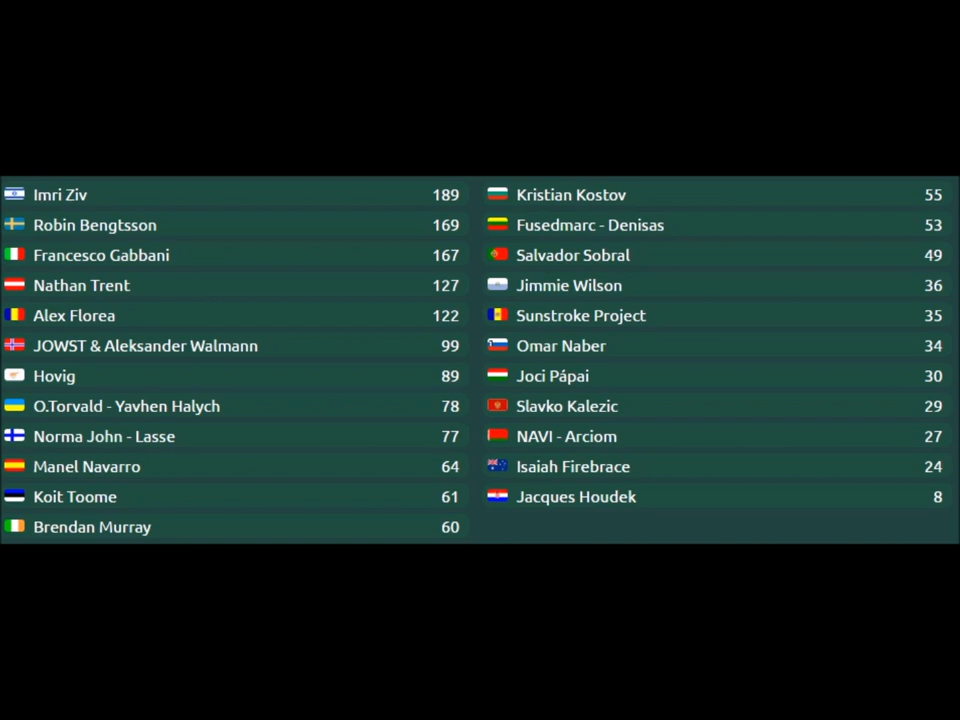 Imri Ziv 189
Robin Bengtsson 169
Francesco Gabbani 167
Nathan Trent 127
Alex Florea 122
JOWST & Aleksander Walmann 99
Hovig 89
O.Torvald - Yavhen Halych 78
Norma John - Lasse 77
Manel Navarro 64
Koit Toome 61
Brendan Murray 60
Kristian Kostov 55
Fusedmarc - Denisas 53
Salvador Sobral 49
Jimmie Wilson 36
Sunstroke Project 35
Omar Naber 34
Joci Pápai 30
Slavko Kalezic 29
NAVI - Arciom 27
Isaiah Firebrace 24
Jacques Houdek 8